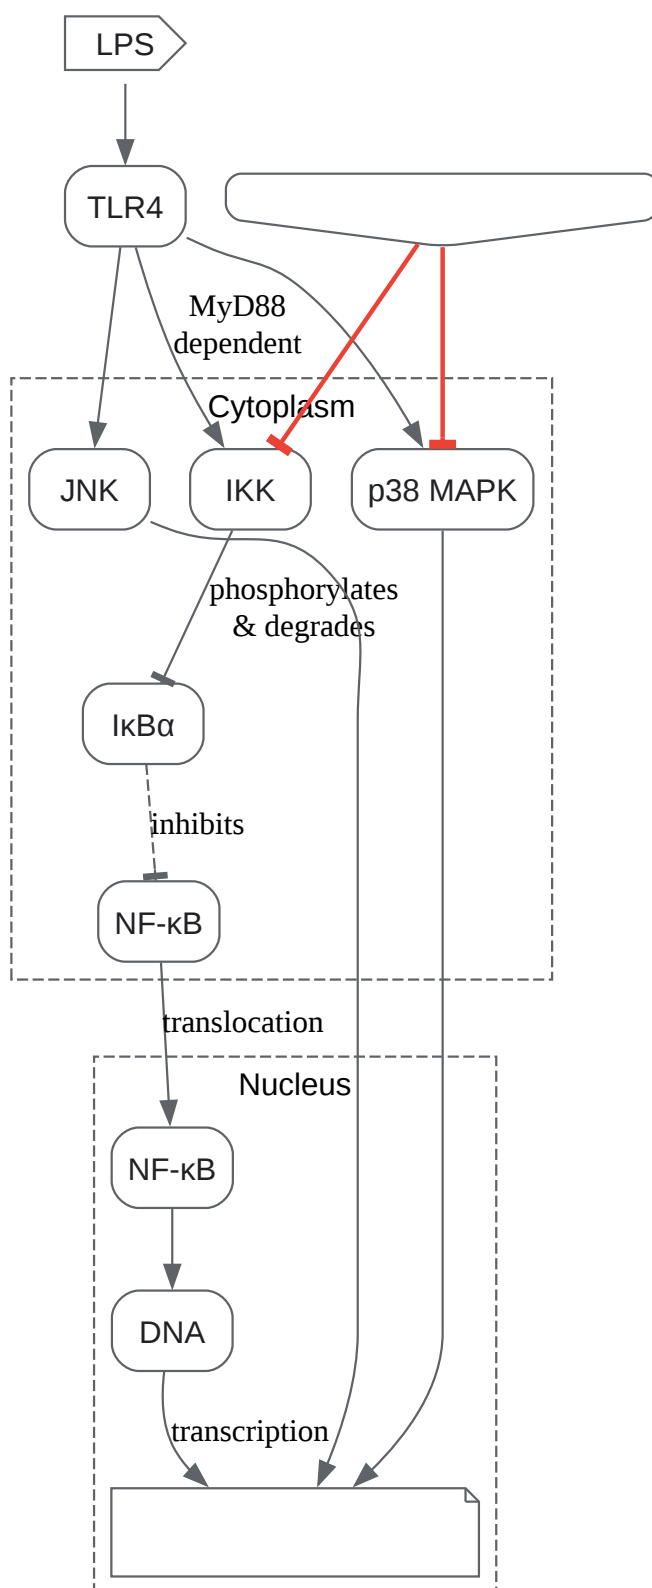 LPS
TLR4
MyD88
dependent
Cytoplasm
JNK
IKK
p38 MAPK
phosphorylates
& degrades
IκBα
inhibits
NF-κB
translocation
Nucleus
NF-κB
DNA
transcription